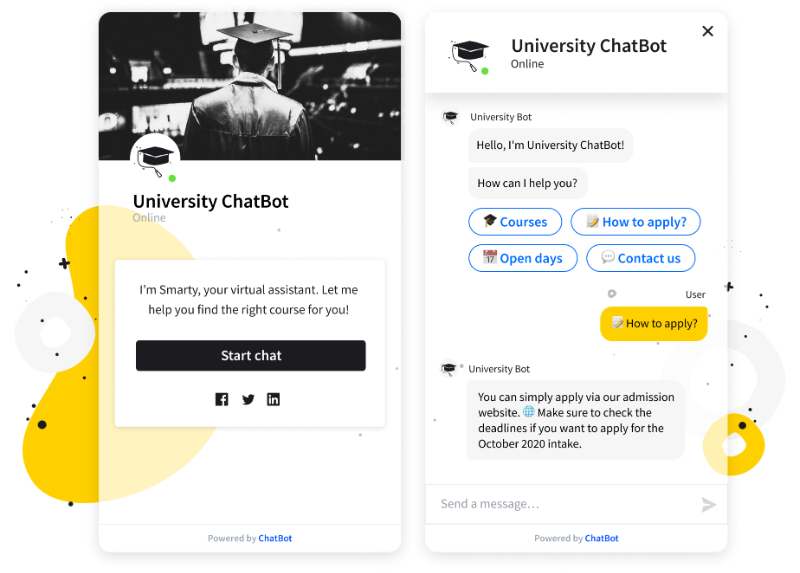 University ChatBot
Online
I'm Smarty, your virtual assistant. Let me
help you find the right course for you!
Start chat
Powered by ChatBot
University ChatBot
Online
University Bot
Hello, I'm University ChatBot!
How can I help you?
Courses
How to apply?
Open days
Contact us
User
How to apply?
University Bot
You can simply apply via our admission
website. 🌐 Make sure to check the
deadlines if you want to apply for the
October 2020 intake.
Send a message...
Powered by ChatBot